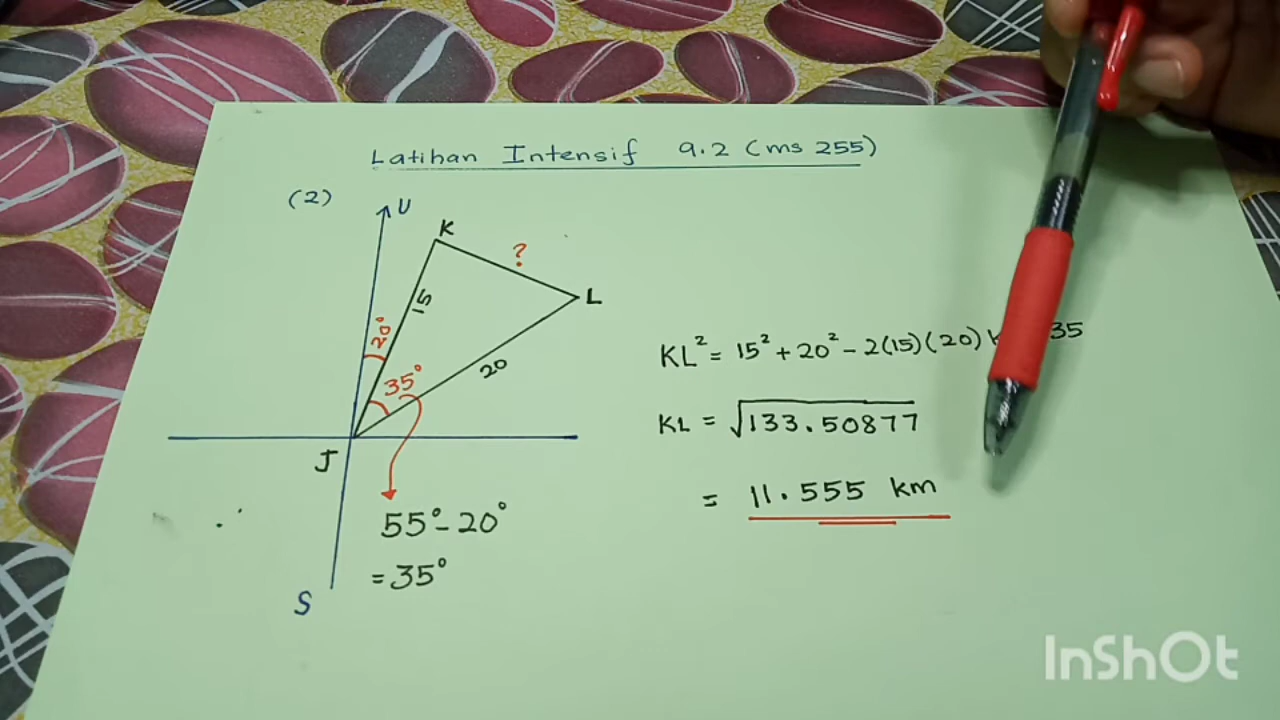 Latihan Intensif 9.2 (ms 255)
(2)
U
K
?
15
L
20°
35°
20
J
55° - 20°
= 35°
S
KL² = 15² + 20² - 2(15)(20) 35
KL = √133.50877
= 11.555 km
InShOt